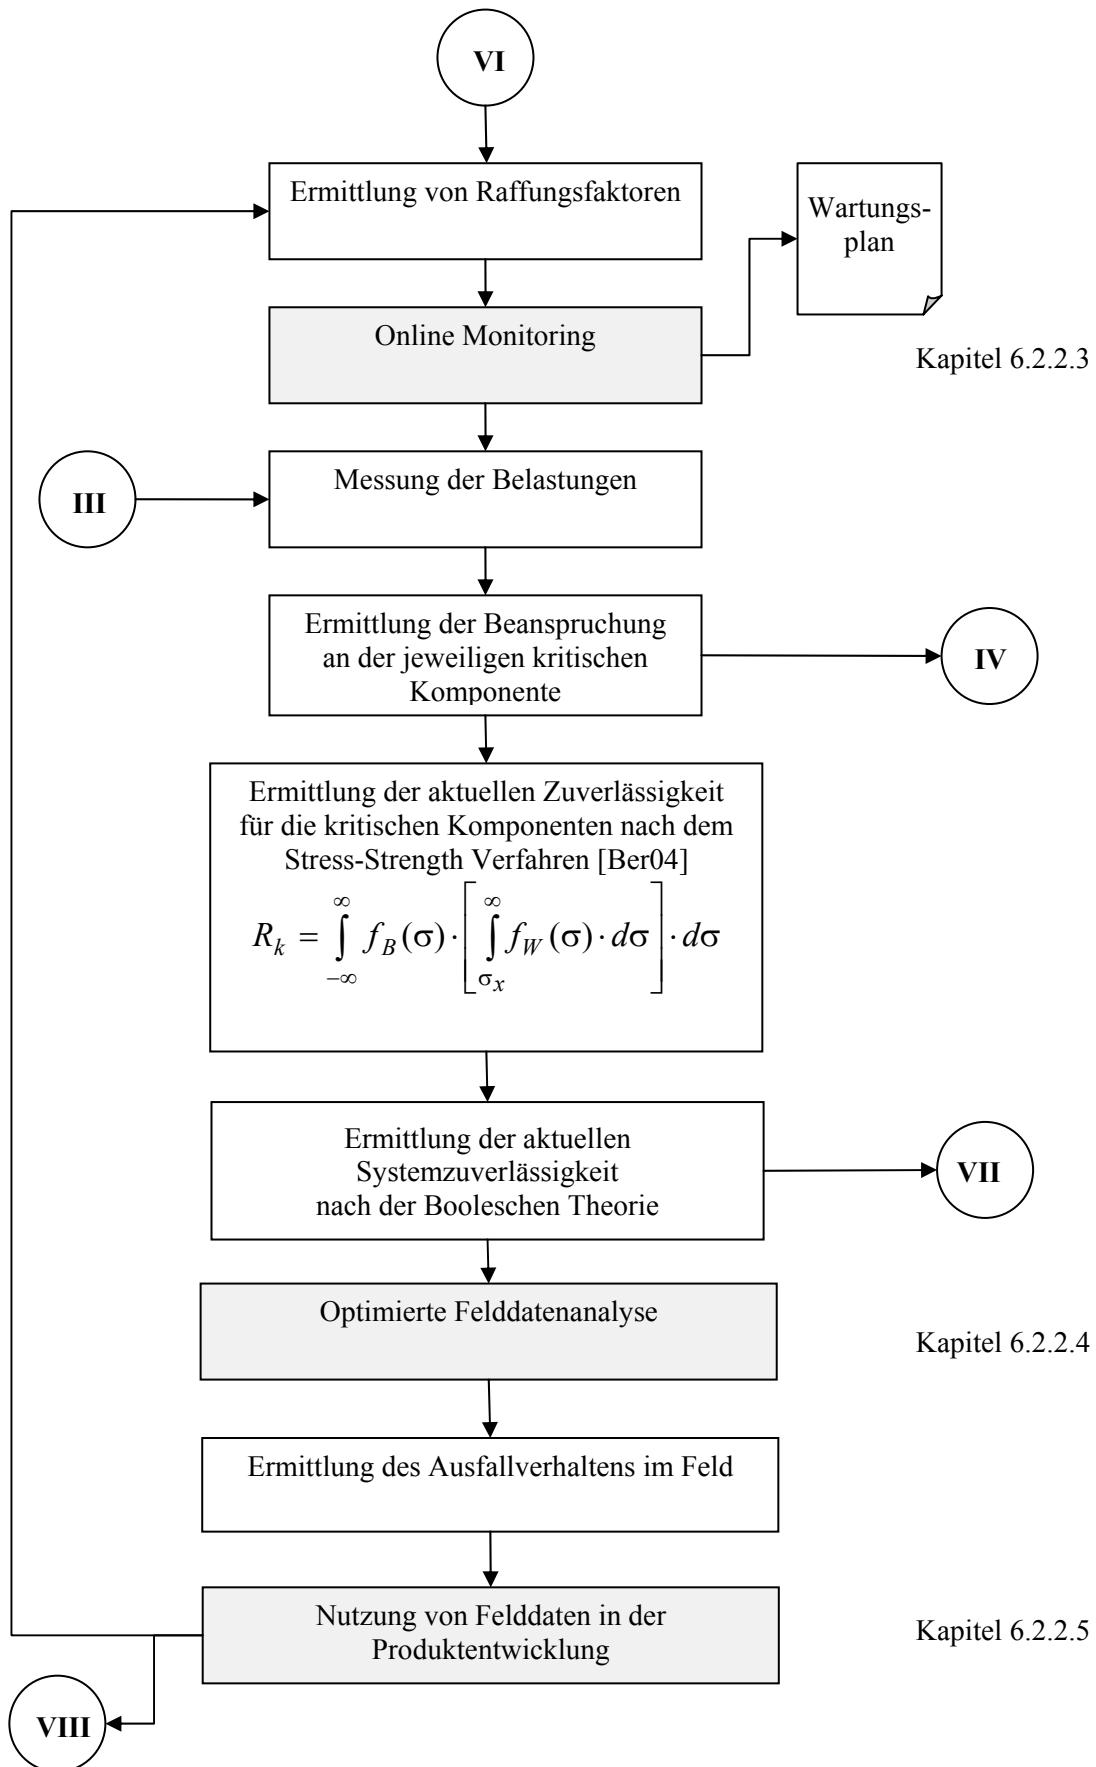 VI
Ermittlung von Raffungsfaktoren
Wartungs-
plan
Online Monitoring
Kapitel 6.2.2.3
III
Messung der Belastungen
Ermittlung der Beanspruchung
an der jeweiligen kritischen
Komponente
IV
Ermittlung der aktuellen Zuverlässigkeit
für die kritischen Komponenten nach dem
Stress-Strength Verfahren [Ber04]
R_k = ∫_{−∞}^{∞} f_B(σ) · [ ∫_{σ_x}^{∞} f_W(σ) · dσ ] · dσ
Ermittlung der aktuellen
Systemzuverlässigkeit
nach der Booleschen Theorie
VII
Optimierte Felddatenanalyse
Kapitel 6.2.2.4
Ermittlung des Ausfallverhaltens im Feld
Nutzung von Felddaten in der
Produktentwicklung
Kapitel 6.2.2.5
VIII